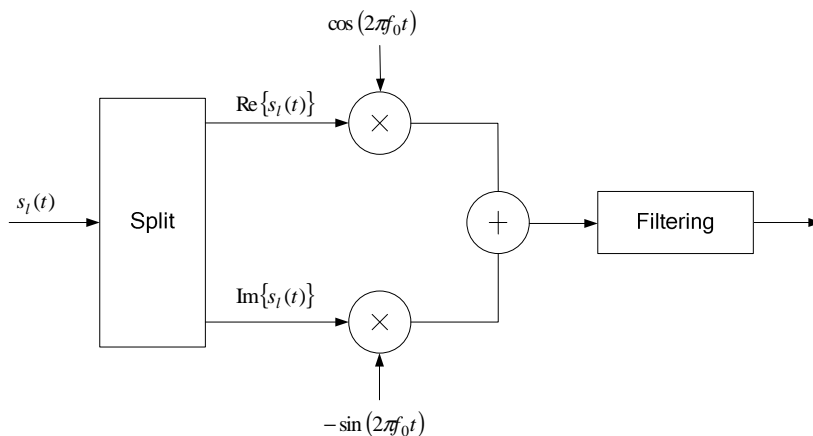 cos(2πf₀t)
Re{sₗ(t)}
×
sₗ(t)
Split
+
Filtering
Im{sₗ(t)}
×
−sin(2πf₀t)